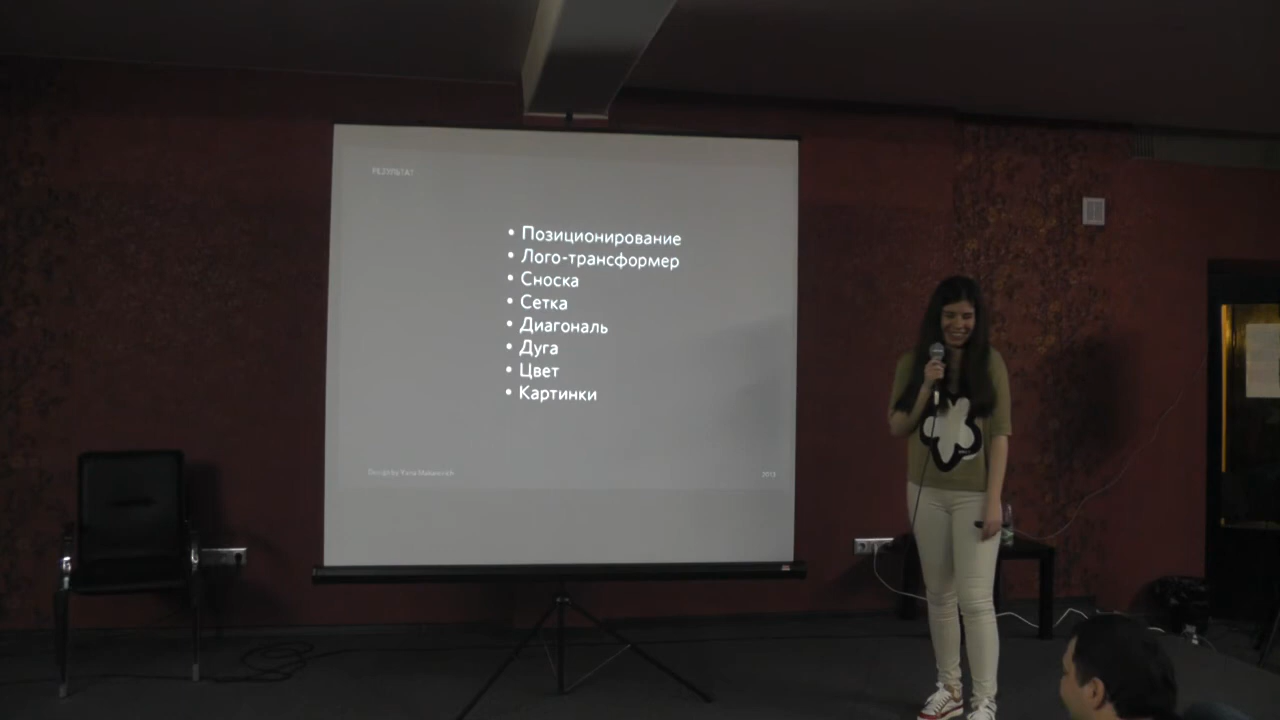 РЕЗУЛЬТАТ
• Позиционирование
• Лого-трансформер
• Сноска
• Сетка
• Диагональ
• Дуга
• Цвет
• Картинки
2013